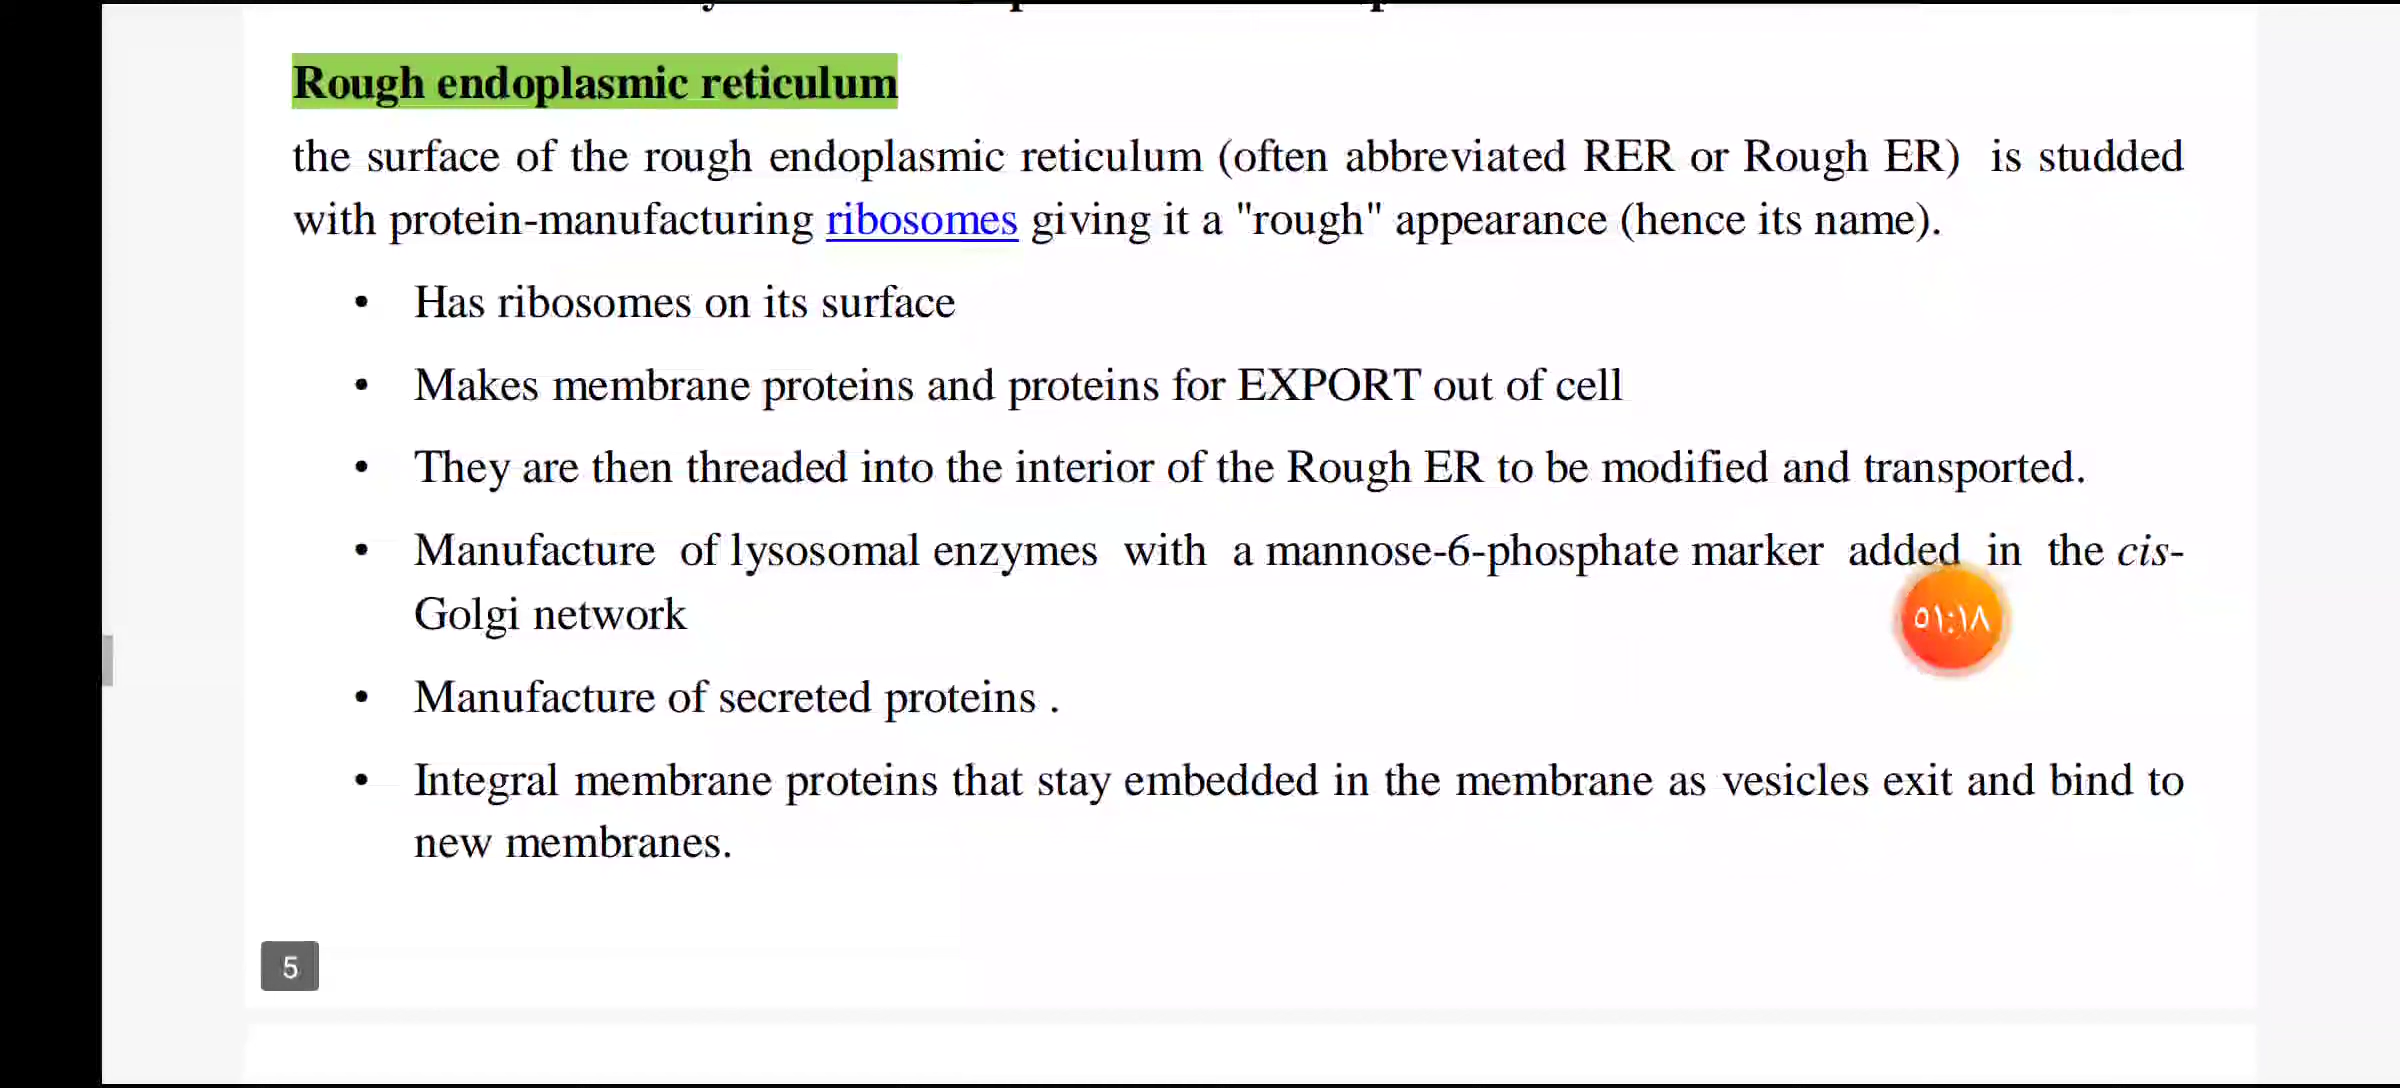 Rough endoplasmic reticulum
the surface of the rough endoplasmic reticulum (often abbreviated RER or Rough ER) is studded
with protein-manufacturing ribosomes giving it a "rough" appearance (hence its name).
• Has ribosomes on its surface
• Makes membrane proteins and proteins for EXPORT out of cell
• They are then threaded into the interior of the Rough ER to be modified and transported.
• Manufacture of lysosomal enzymes with a mannose-6-phosphate marker added in the cis-
Golgi network
٥١:١٨
• Manufacture of secreted proteins .
• Integral membrane proteins that stay embedded in the membrane as vesicles exit and bind to
new membranes.
5